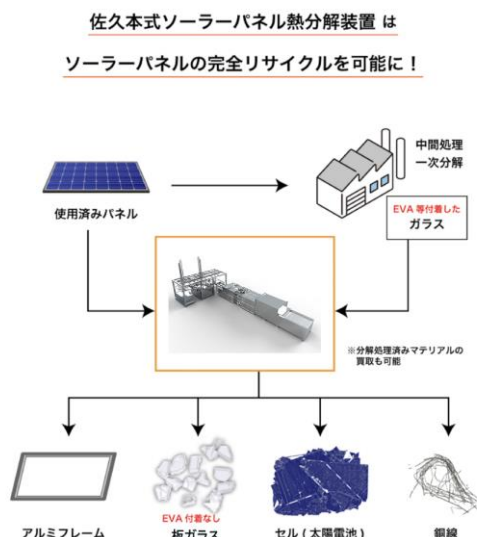 佐久本式ソーラーパネル熱分解装置 は
ソーラーパネルの完全リサイクルを可能に！
中間処理
一次分解
使用済みパネル
EVA 等付着した
ガラス
※分解処理済みマテリアルの
買取も可能
アルミフレーム
EVA 付着なし
板ガラス
セル ( 太陽電池 )
銅線